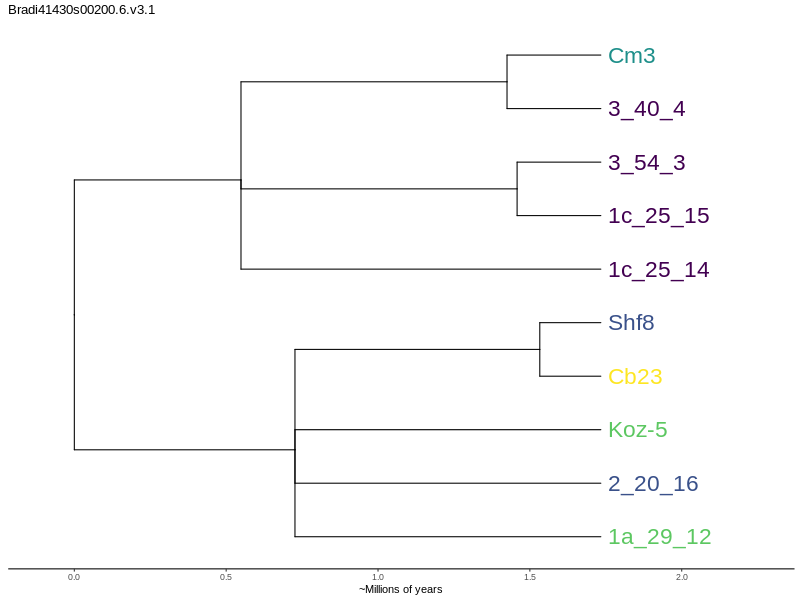 Bradi41430s00200.6.v3.1
Cm3
3_40_4
3_54_3
1c_25_15
1c_25_14
Shf8
Cb23
Koz-5
2_20_16
1a_29_12
0.0 0.5 1.0 1.5 2.0
~Millions of years